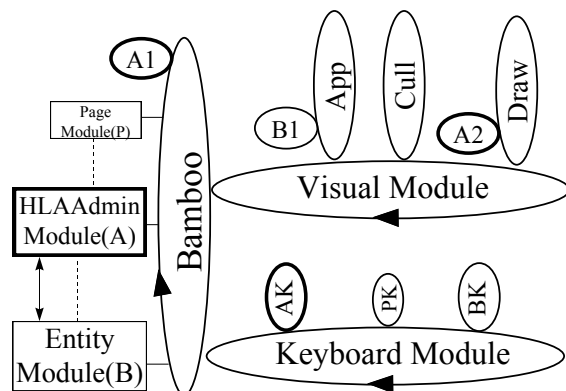 A1
Page
Module(P)
HLAAdmin
Module(A)
Entity
Module(B)
Bamboo
B1
App
Cull
A2
Draw
Visual Module
AK
PK
BK
Keyboard Module